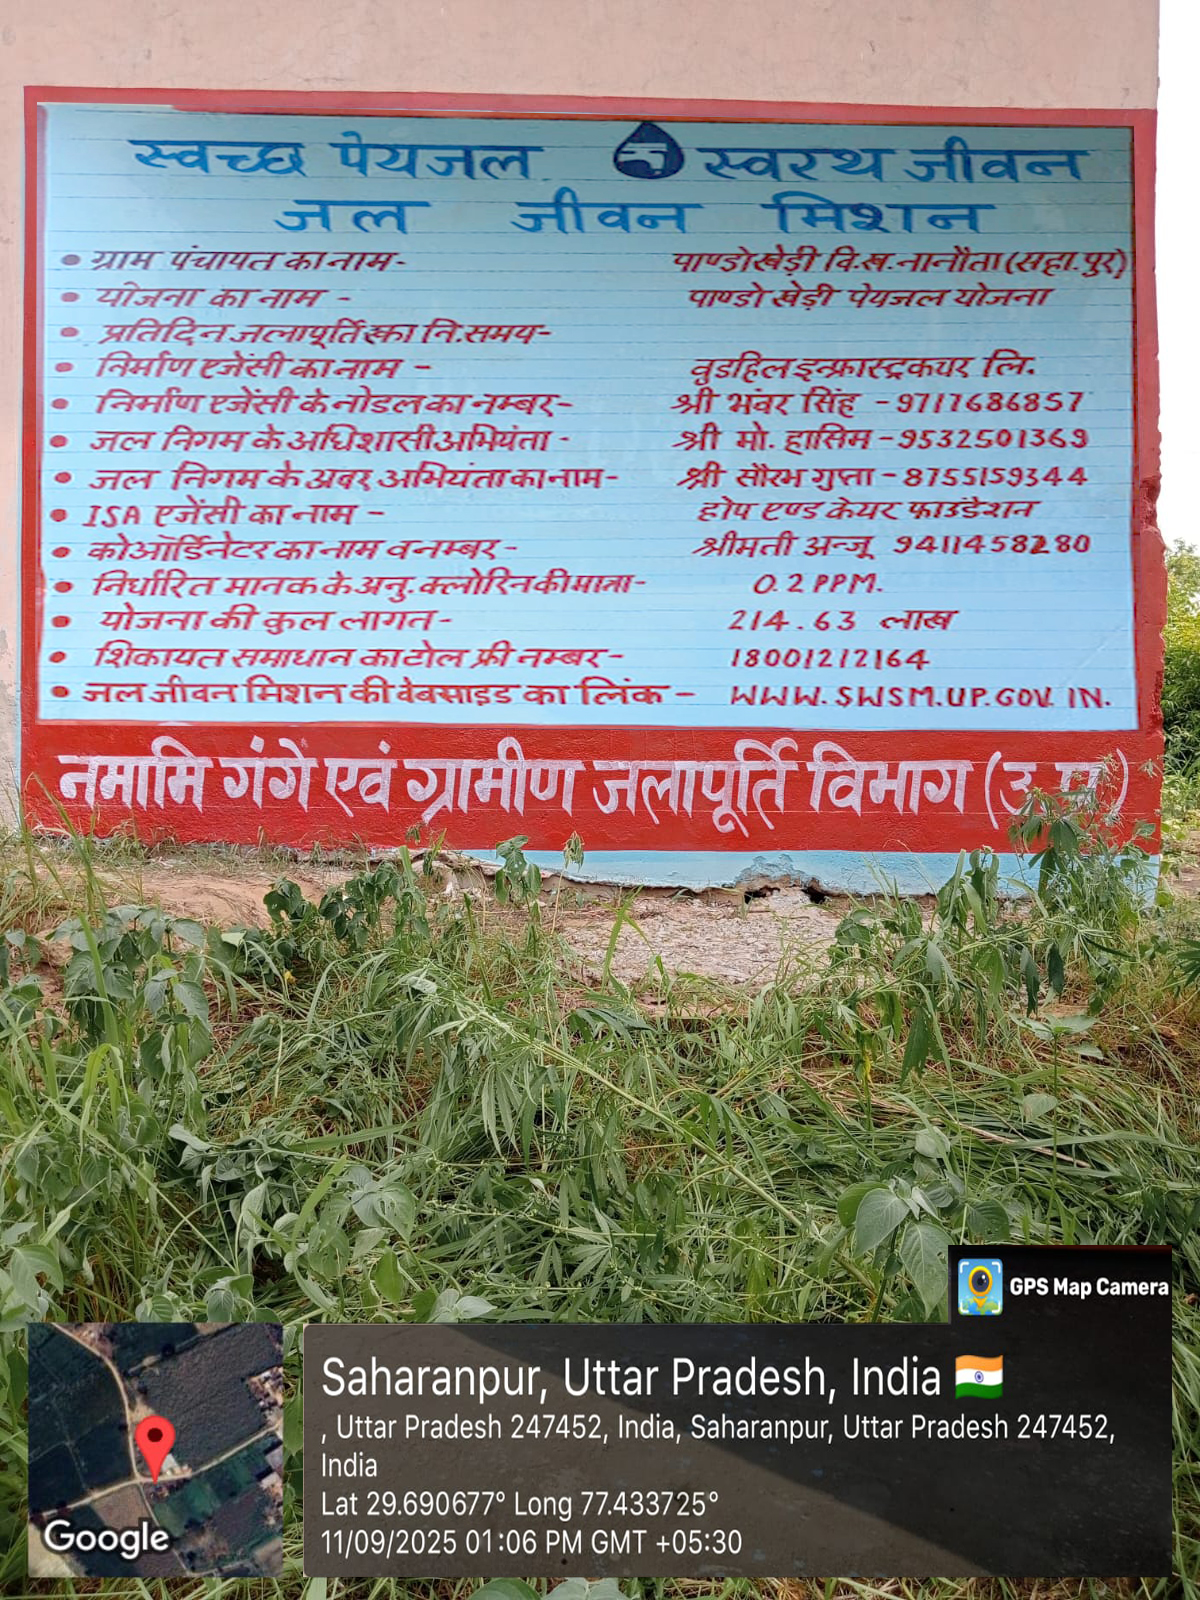 स्वच्छ पेयजल स्वस्थ जीवन
जल जीवन मिशन
ग्राम पंचायत का नाम- पाण्डोखेड़ी वि.ख. नानौता (सहा.पुर)
योजना का नाम - पाण्डो खेड़ी पेयजल योजना
प्रतिदिन जलापूर्ति का नि.समय-
निर्माण एजेंसी का नाम - वुडहिल इन्फ्रास्ट्रक्चर लि.
निर्माण एजेंसी के नोडल का नम्बर- श्री भंवर सिंह - 9717686857
जल निगम के अधिशासी अभियंता - श्री मो. हासिम - 9532501369
जल निगम के अवर अभियंता का नाम- श्री सौरभ गुप्ता - 8755159344
ISA एजेंसी का नाम - होप एण्ड केयर फाउंडेशन
कोऑर्डिनेटर का नाम व नम्बर- श्रीमती अन्जू 9411458280
निर्धारित मानक के अनु. क्लोरिन की मात्रा- 0.2 PPM.
योजना की कुल लागत- 214.63 लाख
शिकायत समाधान का टोल फ्री नम्बर- 18001212164
जल जीवन मिशन की वेबसाइड का लिंक - WWW.SWSM.UP.GOV.IN.
नमामि गंगे एवं ग्रामीण जलापूर्ति विभाग (उ.प्र.)
GPS Map Camera
Saharanpur, Uttar Pradesh, India
, Uttar Pradesh 247452, India, Saharanpur, Uttar Pradesh 247452,
India
Lat 29.690677° Long 77.433725°
11/09/2025 01:06 PM GMT +05:30
Google